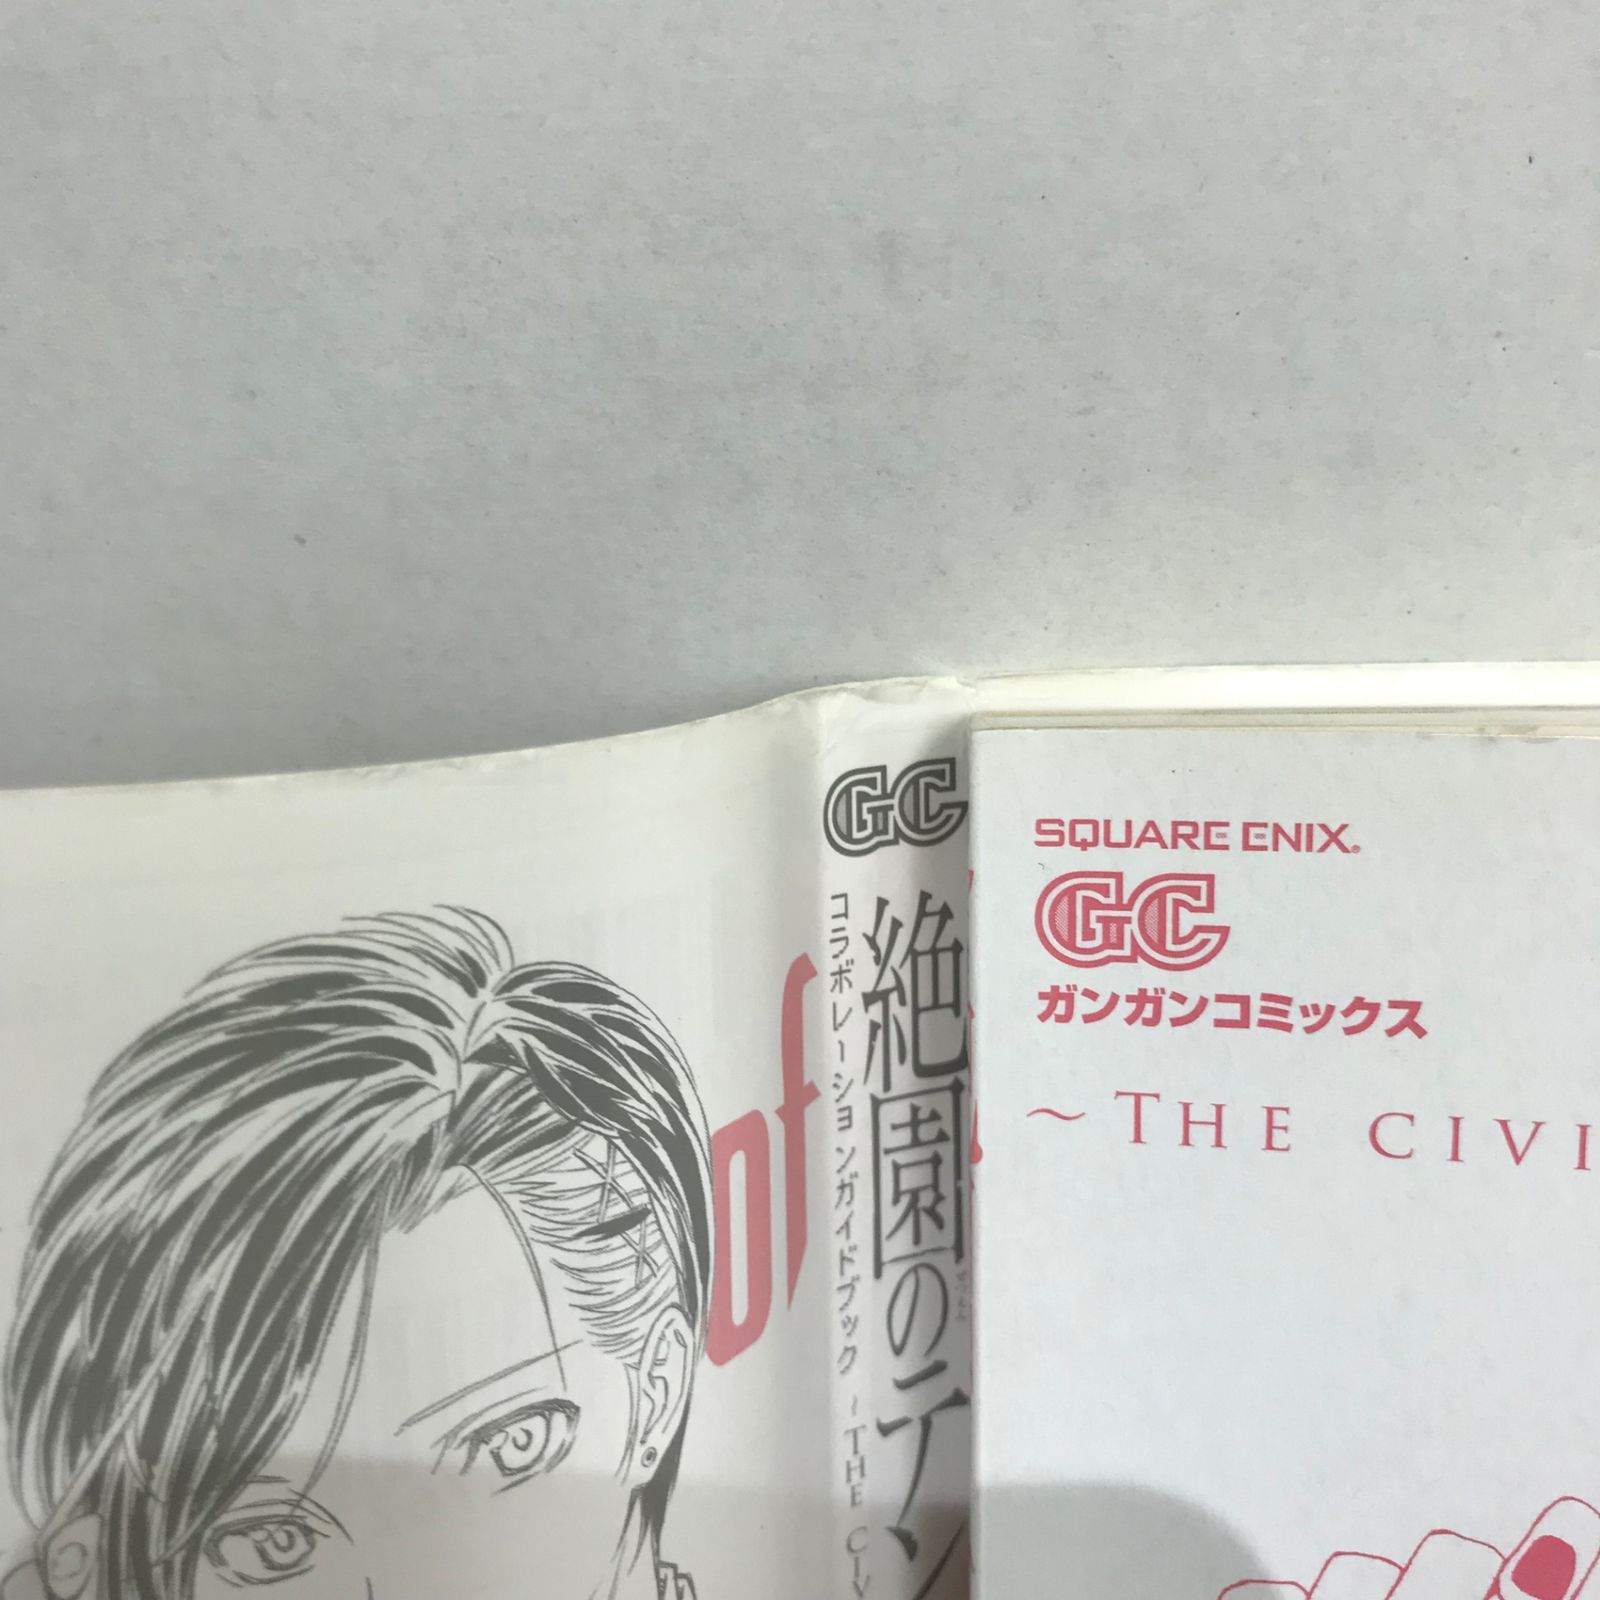 of
GC
絶園のテン
コラボレーションガイドブック ~THE CIV
SQUARE ENIX®
GC
ガンガンコミックス
~THE CIVI